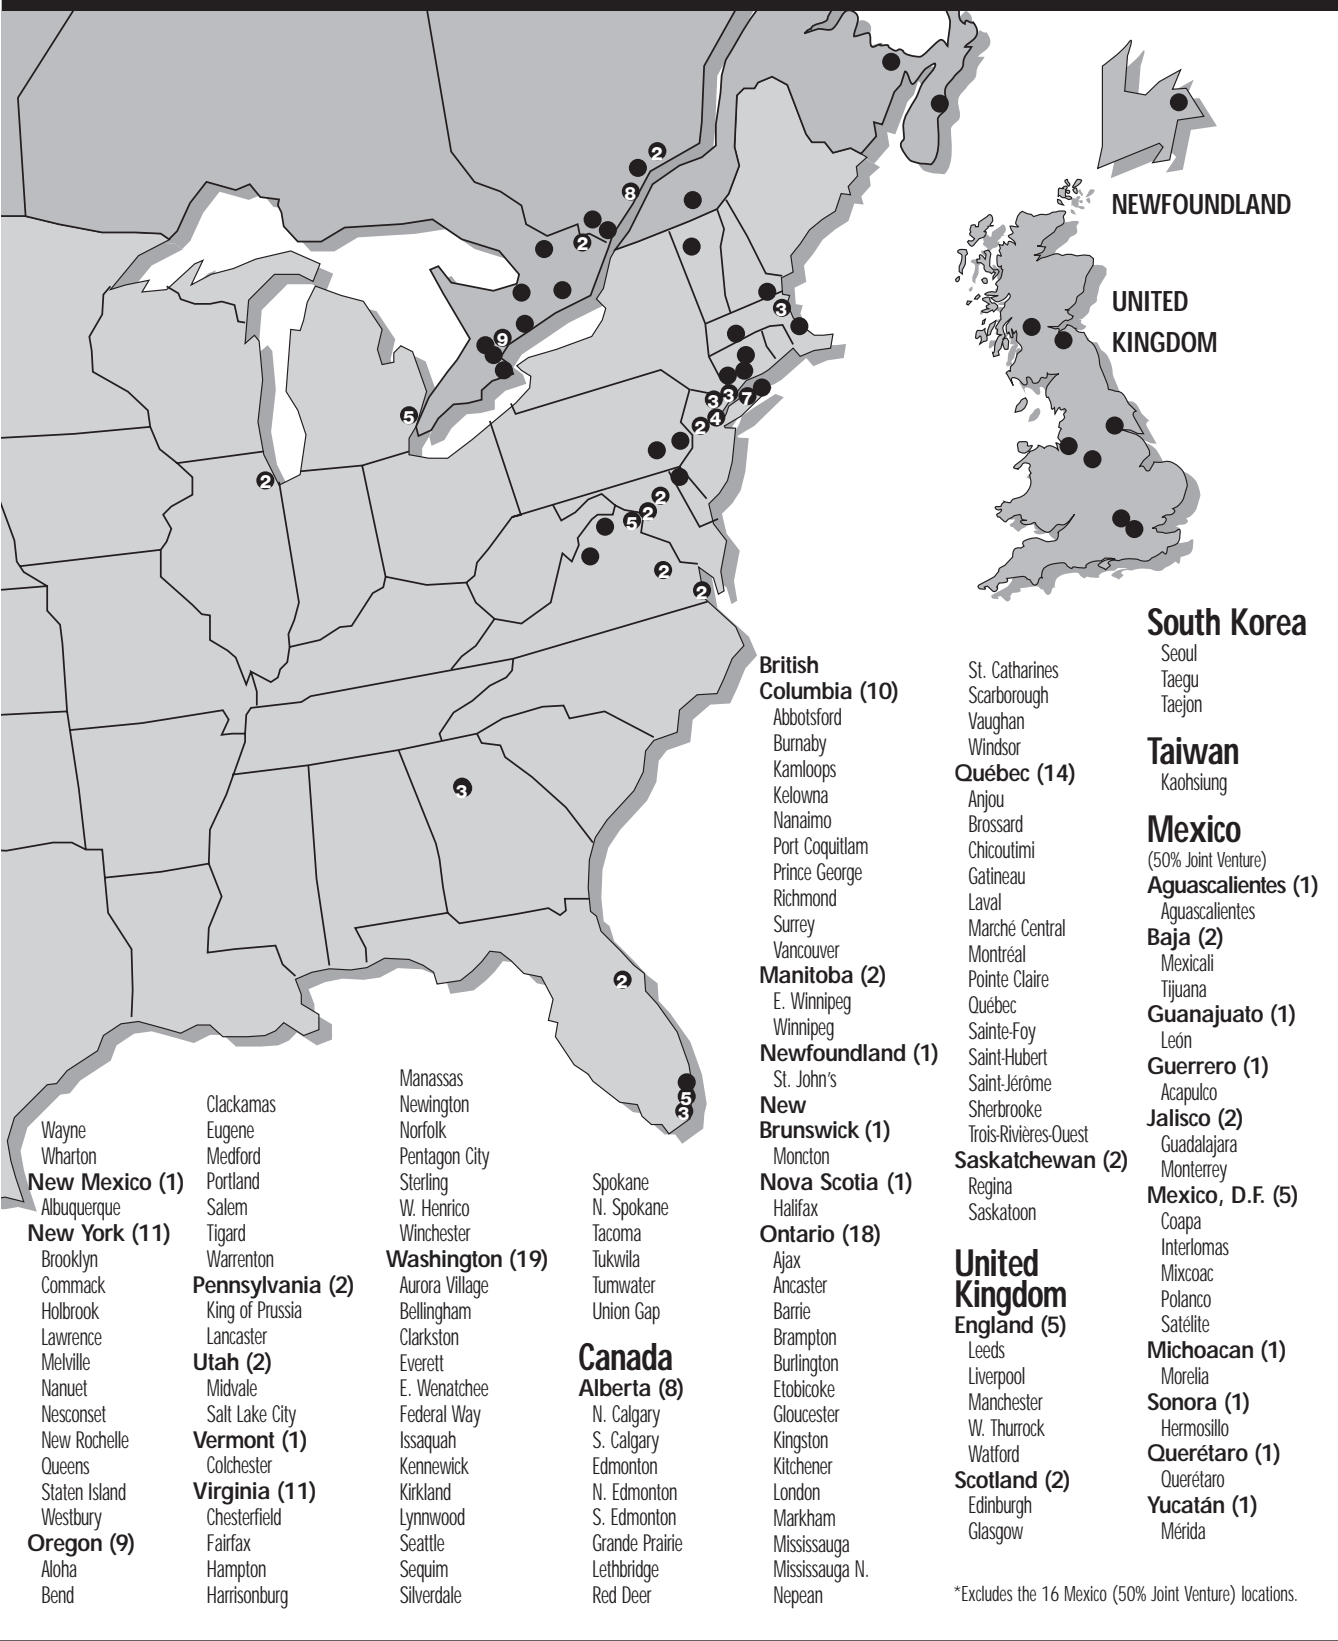 2
8
2
9
5
2
3
3
3
7
4
2
2
2
5
2
2
3
2
5
3
NEWFOUNDLAND
UNITED
KINGDOM
Wayne
Wharton
New Mexico (1)
Albuquerque
New York (11)
Brooklyn
Commack
Holbrook
Lawrence
Melville
Nanuet
Nesconset
New Rochelle
Queens
Staten Island
Westbury
Oregon (9)
Aloha
Bend
Clackamas
Eugene
Medford
Portland
Salem
Tigard
Warrenton
Pennsylvania (2)
King of Prussia
Lancaster
Utah (2)
Midvale
Salt Lake City
Vermont (1)
Colchester
Virginia (11)
Chesterfield
Fairfax
Hampton
Harrisonburg
Manassas
Newington
Norfolk
Pentagon City
Sterling
W. Henrico
Winchester
Washington (19)
Aurora Village
Bellingham
Clarkston
Everett
E. Wenatchee
Federal Way
Issaquah
Kennewick
Kirkland
Lynnwood
Seattle
Sequim
Silverdale
Spokane
N. Spokane
Tacoma
Tukwila
Tumwater
Union Gap
Canada
Alberta (8)
N. Calgary
S. Calgary
Edmonton
N. Edmonton
S. Edmonton
Grande Prairie
Lethbridge
Red Deer
British
Columbia (10)
Abbotsford
Burnaby
Kamloops
Kelowna
Nanaimo
Port Coquitlam
Prince George
Richmond
Surrey
Vancouver
Manitoba (2)
E. Winnipeg
Winnipeg
Newfoundland (1)
St. John's
New
Brunswick (1)
Moncton
Nova Scotia (1)
Halifax
Ontario (18)
Ajax
Ancaster
Barrie
Brampton
Burlington
Etobicoke
Gloucester
Kingston
Kitchener
London
Markham
Mississauga
Mississauga N.
Nepean
St. Catharines
Scarborough
Vaughan
Windsor
Québec (14)
Anjou
Brossard
Chicoutimi
Gatineau
Laval
Marché Central
Montréal
Pointe Claire
Québec
Sainte-Foy
Saint-Hubert
Saint-Jérôme
Sherbrooke
Trois-Rivières-Ouest
Saskatchewan (2)
Regina
Saskatoon
United
Kingdom
England (5)
Leeds
Liverpool
Manchester
W. Thurrock
Watford
Scotland (2)
Edinburgh
Glasgow
South Korea
Seoul
Taegu
Taejon
Taiwan
Kaohsiung
Mexico
(50% Joint Venture)
Aguascalientes (1)
Aguascalientes
Baja (2)
Mexicali
Tijuana
Guanajuato (1)
León
Guerrero (1)
Acapulco
Jalisco (2)
Guadalajara
Monterrey
Mexico, D.F. (5)
Coapa
Interlomas
Mixcoac
Polanco
Satélite
Michoacan (1)
Morelia
Sonora (1)
Hermosillo
Querétaro (1)
Querétaro
Yucatán (1)
Mérida
*Excludes the 16 Mexico (50% Joint Venture) locations.